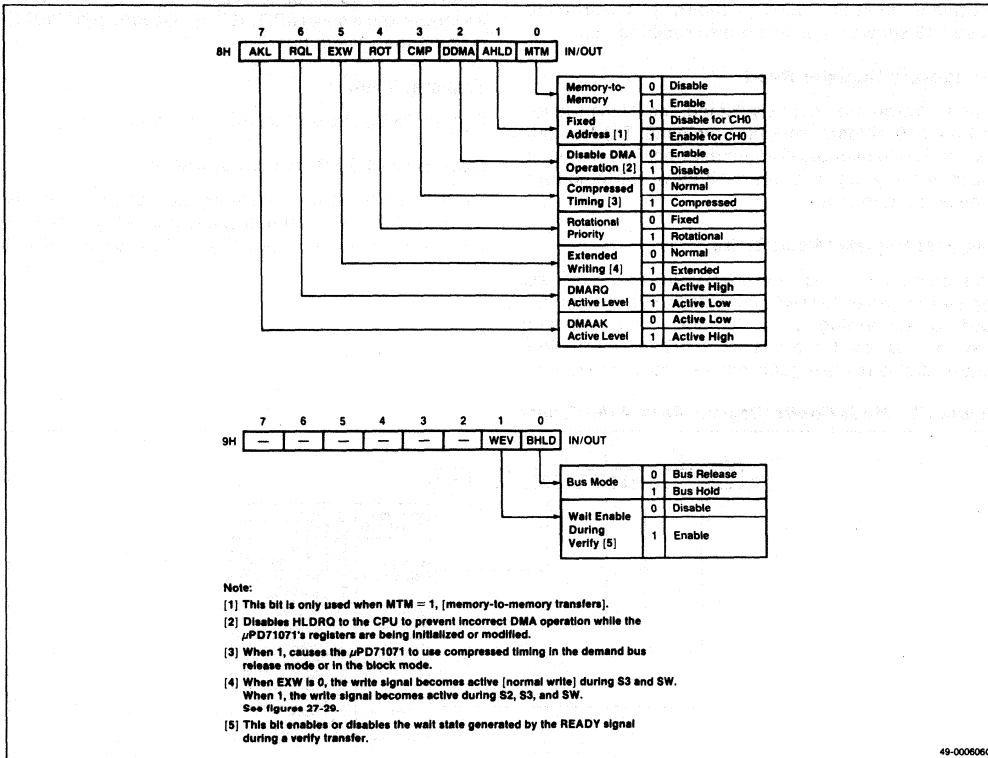 7 6 5 4 3 2 1 0
8H AKL RQL EXW ROT CMP DDMA AHLD MTM IN/OUT
Memory-to-
Memory
0 Disable
1 Enable
Fixed
Address [1]
0 Disable for CH0
1 Enable for CH0
Disable DMA
Operation [2]
0 Enable
1 Disable
Compressed
Timing [3]
0 Normal
1 Compressed
Rotational
Priority
0 Fixed
1 Rotational
Extended
Writing [4]
0 Normal
1 Extended
DMARQ
Active Level
0 Active High
1 Active Low
DMAAK
Active Level
0 Active Low
1 Active High
7 6 5 4 3 2 1 0
9H — — — — — — WEV BHLD IN/OUT
Bus Mode
0 Bus Release
1 Bus Hold
Wait Enable
During
Verify [5]
0 Disable
1 Enable
Note:
[1] This bit is only used when MTM = 1, [memory-to-memory transfers].
[2] Disables HLDRQ to the CPU to prevent incorrect DMA operation while the
μPD71071's registers are being initialized or modified.
[3] When 1, causes the μPD71071 to use compressed timing in the demand bus
release mode or in the block mode.
[4] When EXW is 0, the write signal becomes active [normal write] during S3 and SW.
When 1, the write signal becomes active during S2, S3, and SW.
See figures 27-29.
[5] This bit enables or disables the wait state generated by the READY signal
during a verify transfer.